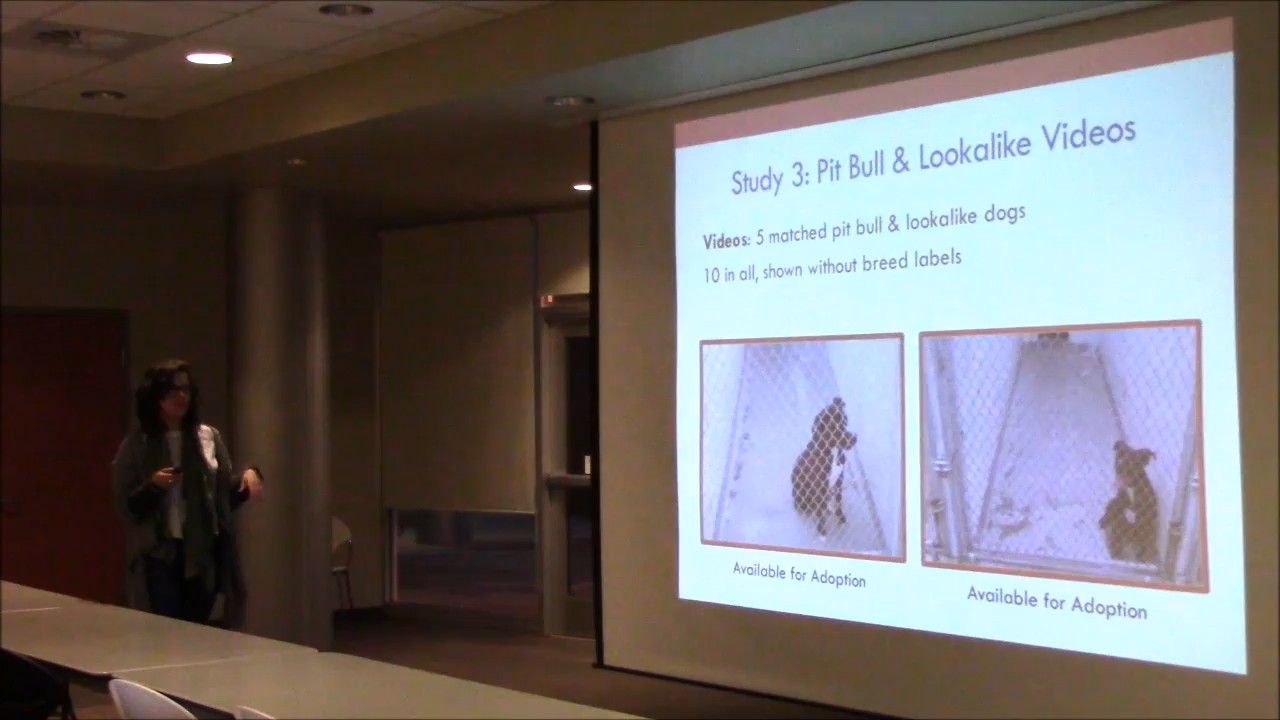 Study 3: Pit Bull & Lookalike Videos
Videos: 5 matched pit bull & lookalike dogs
10 in all, shown without breed labels
Available for Adoption
Available for Adoption